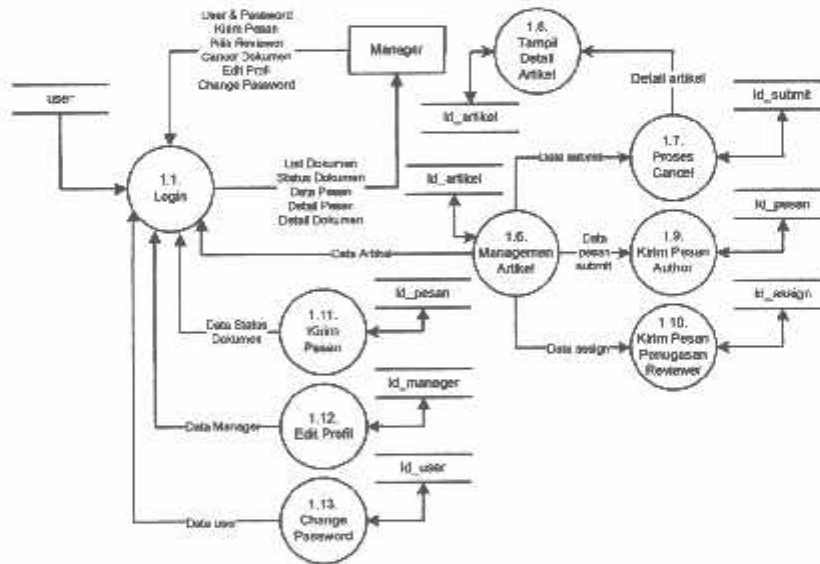 User & Password
Kirim Pesan
Pilih Reviewer
Cancel Dokumen
Edit Profil
Change Password
Manager
1.6.
Tampil
Detail
Artikel
Detail artikel
Id_submit
user
Id_artikel
1.1.
Login
List Dokumen
Status Dokumen
Data Pesan
Detail Pesan
Detail Dokumen
Id_artikel
Data submit
1.7.
Proses
Cancel
Id_pesan
Data Artikel
1.6.
Managemen
Artikel
Data
pesan
submit
1.9.
Kirim Pesan
Author
Id_pesan
Id_assign
Data Status
Dokumen
1.11.
Kirim
Pesan
Data assign
1.10.
Kirim Pesan
Penugasan
Reviewer
Id_manager
Data Manager
1.12.
Edit Profil
Id_user
Data user
1.13.
Change
Password